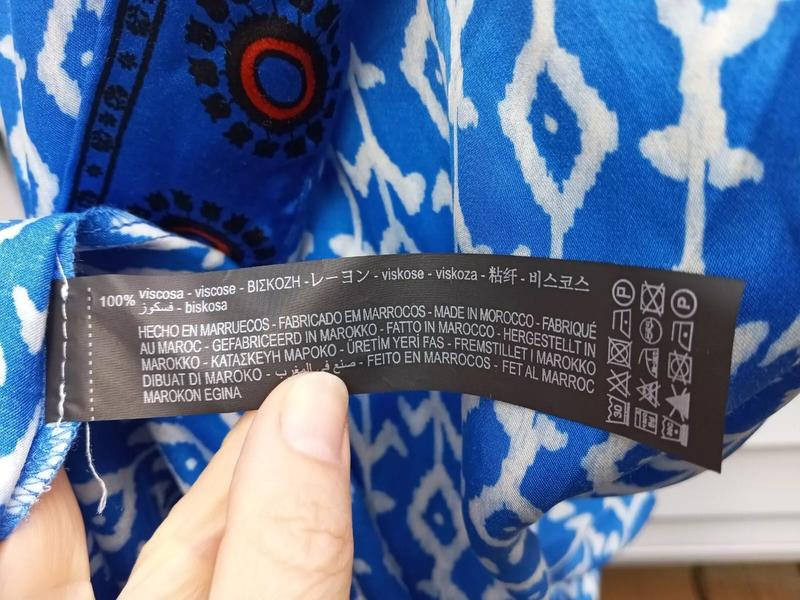 100% viscosa - viscose - ΒΙΣΚΟΖΗ - レーヨン - viskose - viskoza - 粘纤 - 비스코스
فسكوز - biskosa
HECHO EN MARRUECOS - FABRICADO EM MARROCOS - MADE IN MOROCCO - FABRIQUÉ
AU MAROC - GEFABRICEERD IN MAROKKO - FATTO IN MAROCCO - HERGESTELLT IN
MAROKKO - ΚΑΤΑΣΚΕΥΗ ΜΑΡΟΚΟ - ÜRETİM YERİ FAS - FREMSTILLET I MAROKKO
DIBUAT DI MAROKO - صنع في المغرب - FEITO EN MARROCOS - FET AL MARROC
MAROKON EGINA